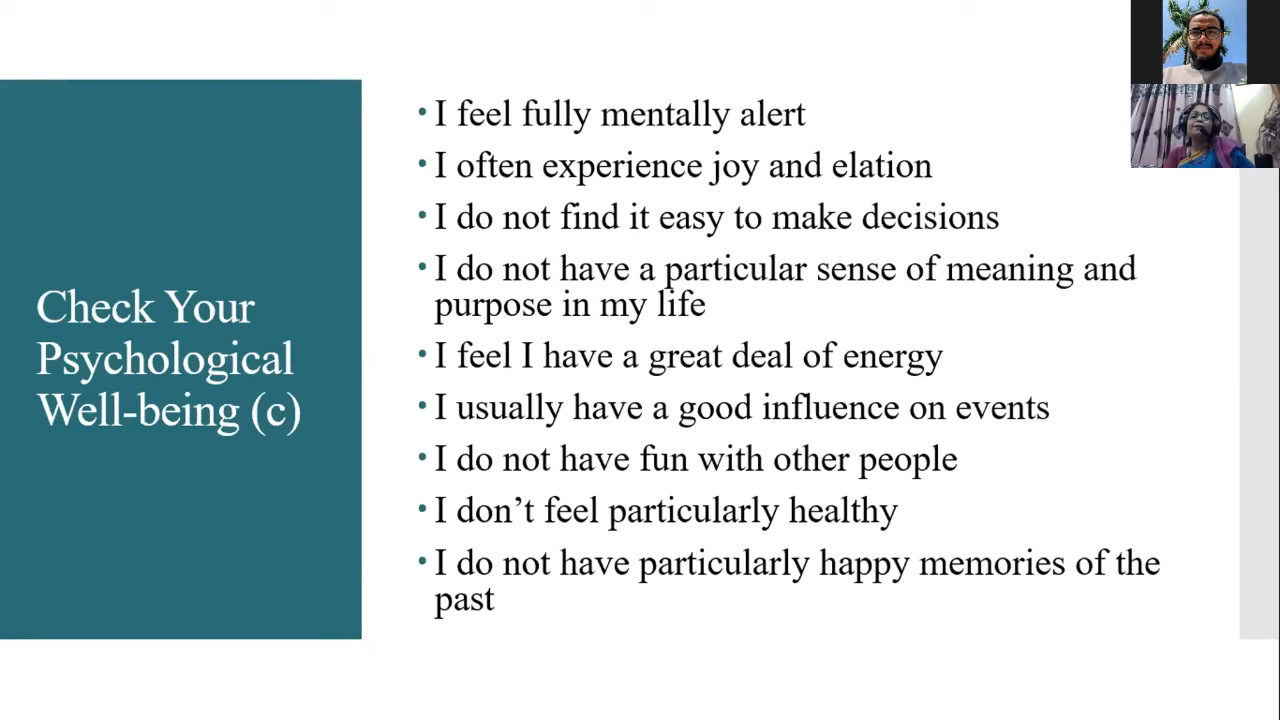 Check Your
Psychological
Well-being (c)
• I feel fully mentally alert
• I often experience joy and elation
• I do not find it easy to make decisions
• I do not have a particular sense of meaning and
purpose in my life
• I feel I have a great deal of energy
• I usually have a good influence on events
• I do not have fun with other people
• I don’t feel particularly healthy
• I do not have particularly happy memories of the
past